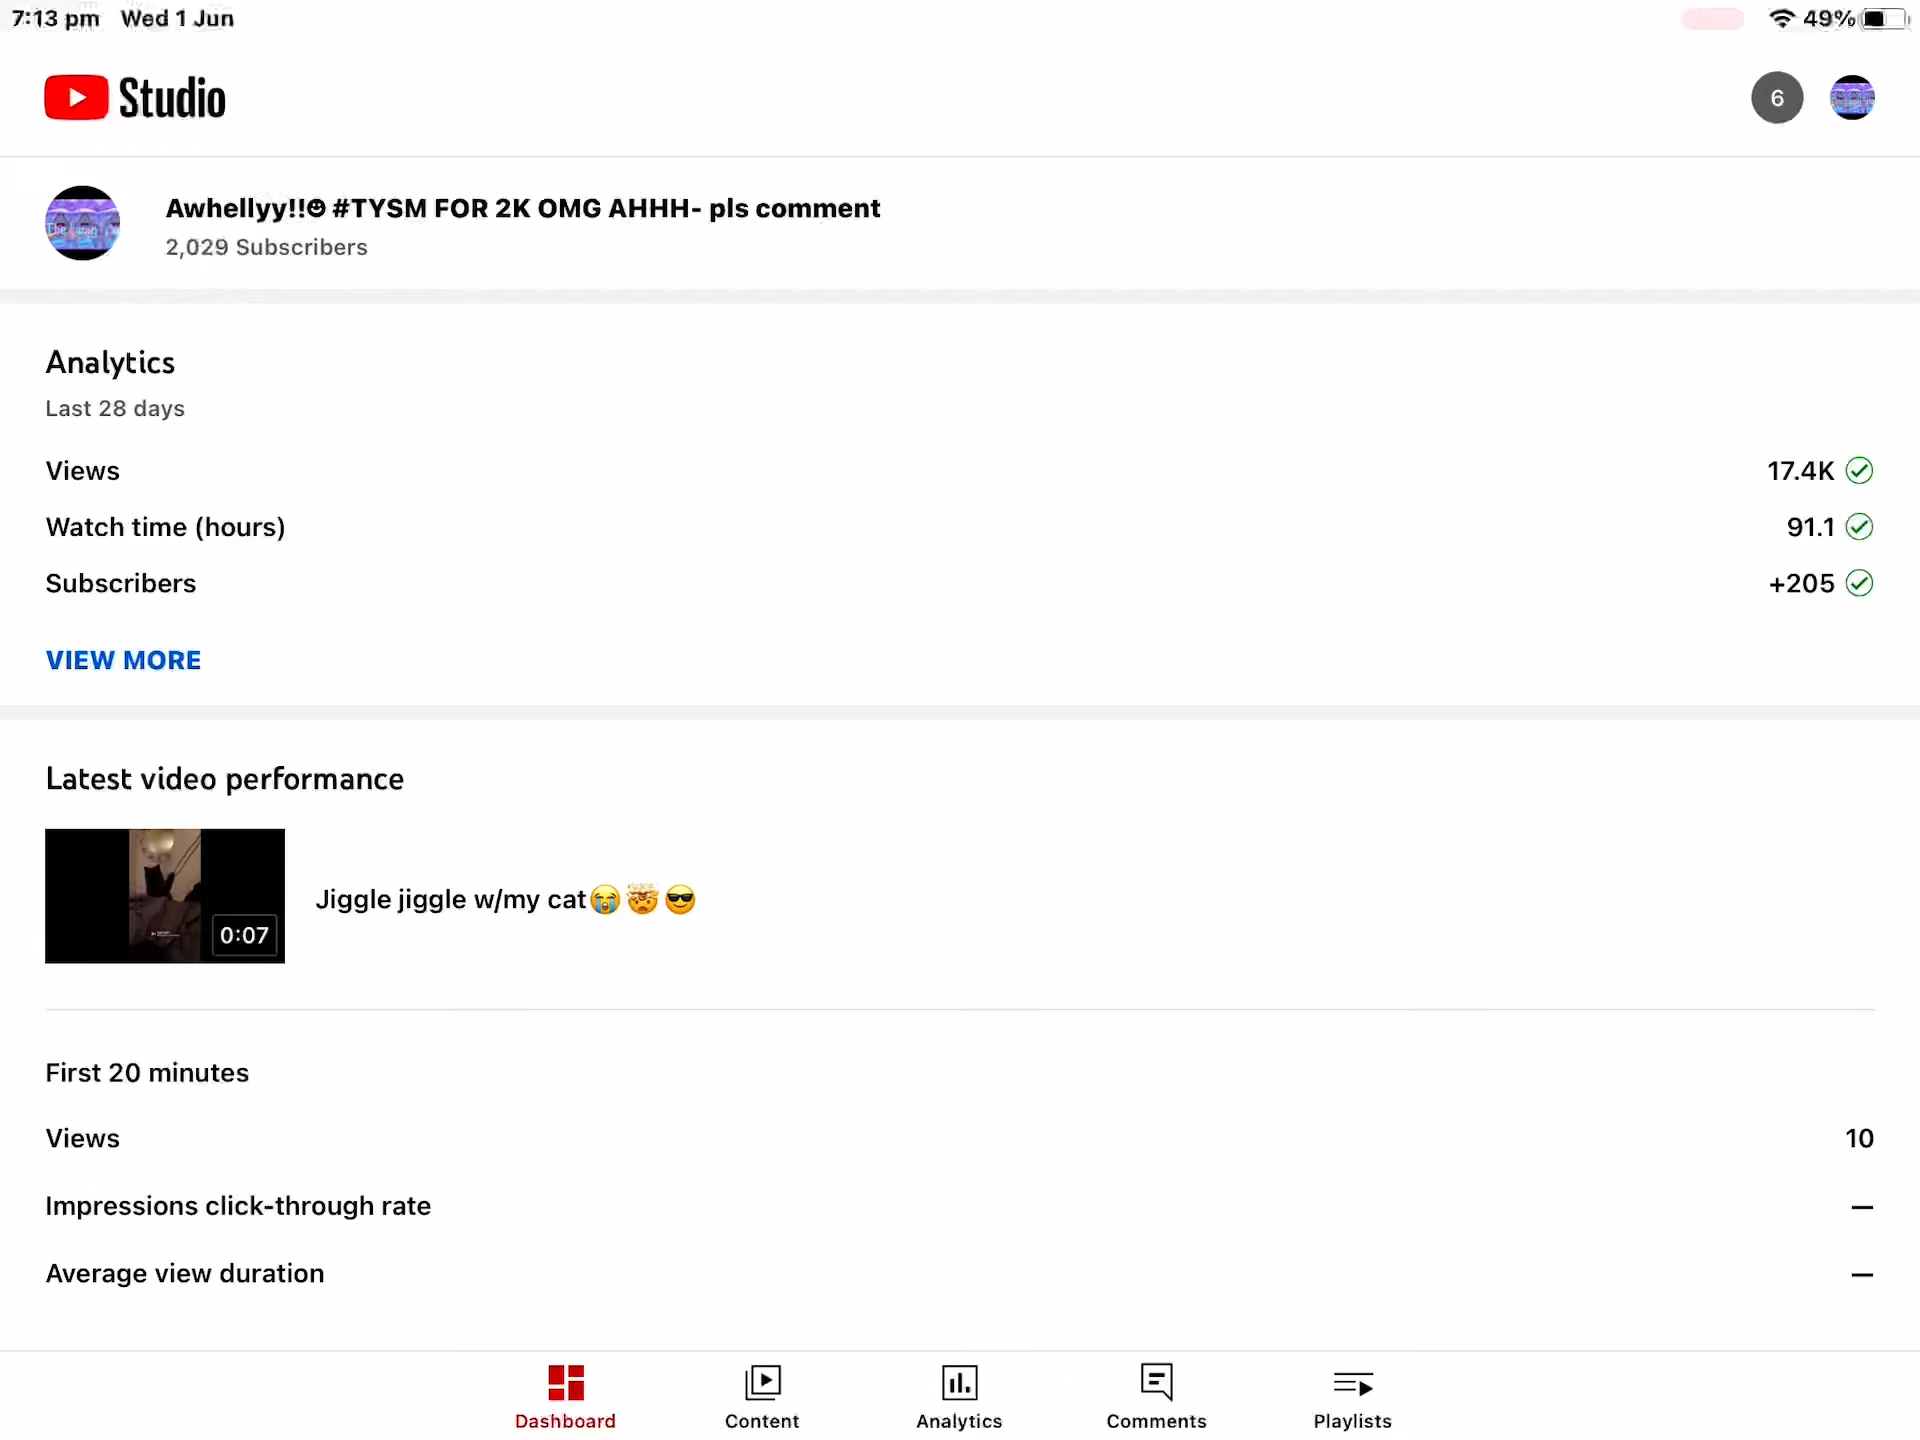 7:13 pm Wed 1 Jun 49%
Studio 6
Awhellyy!!☻ #TYSM FOR 2K OMG AHHH- pls comment
2,029 Subscribers
Analytics
Last 28 days
Views 17.4K
Watch time (hours) 91.1
Subscribers +205
VIEW MORE
Latest video performance
0:07
Jiggle jiggle w/my cat😭🤯😎
First 20 minutes
Views 10
Impressions click-through rate —
Average view duration —
Dashboard Content Analytics Comments Playlists